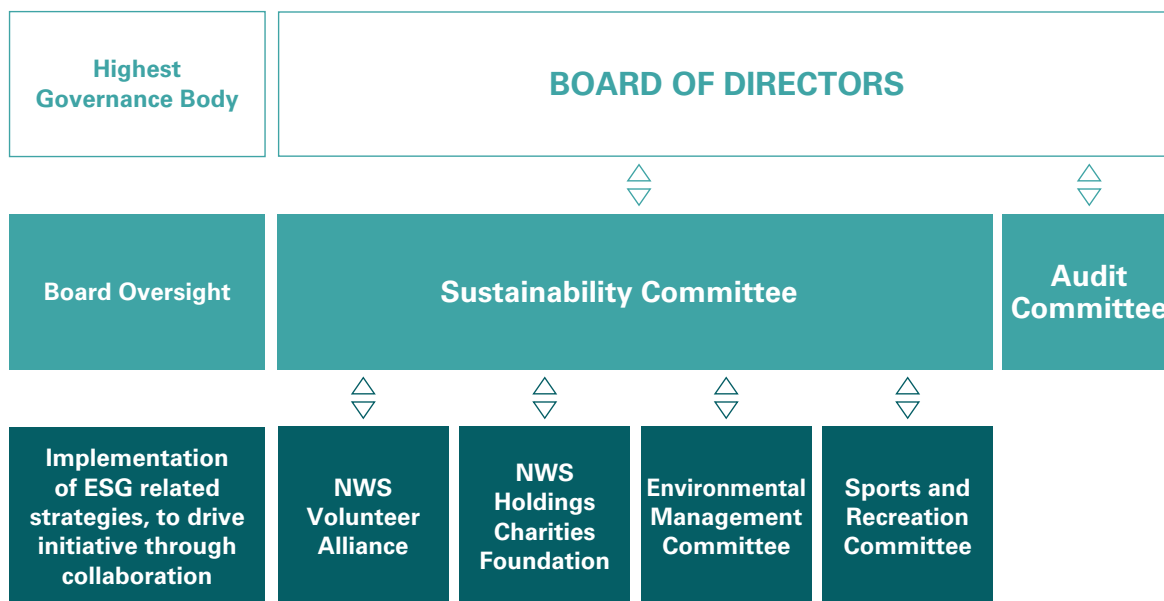 Highest
Governance Body
BOARD OF DIRECTORS
Board Oversight
Sustainability Committee
Audit
Committee
Implementation
of ESG related
strategies, to drive
initiative through
collaboration
NWS
Volunteer
Alliance
NWS
Holdings
Charities
Foundation
Environmental
Management
Committee
Sports and
Recreation
Committee